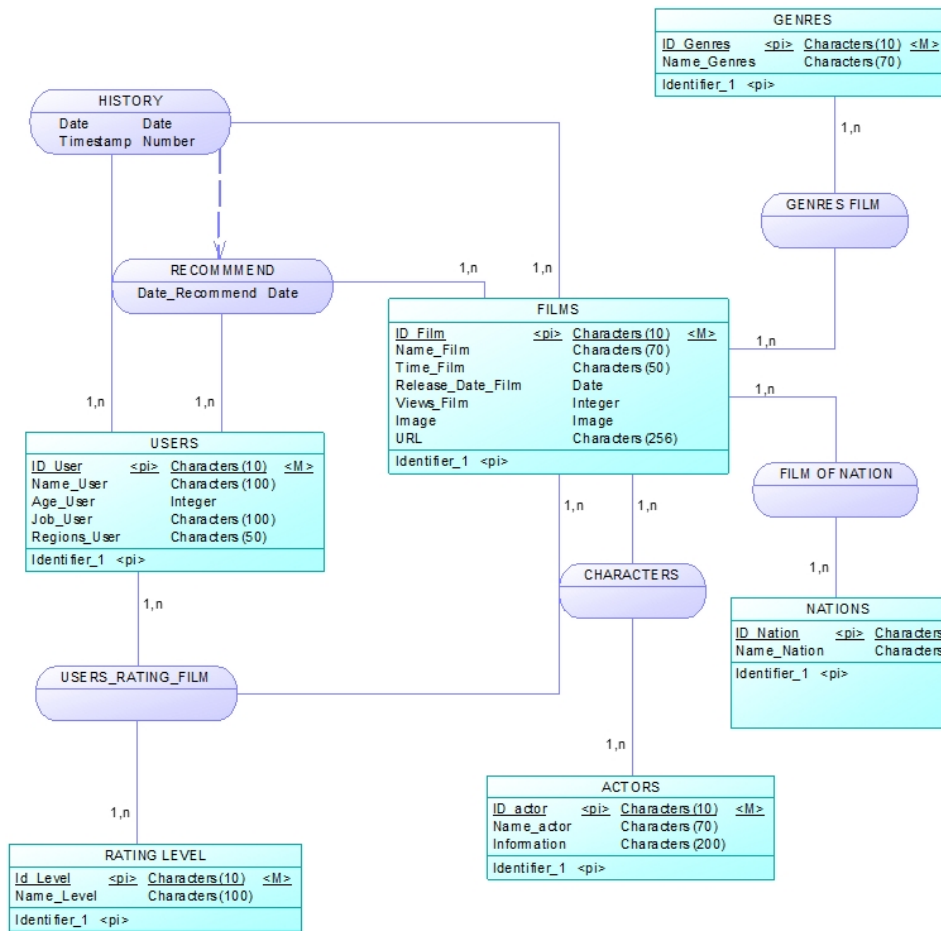 GENRES
ID_Genres <pi> Characters(10) <M>
Name_Genres Characters(70)
Identifier_1 <pi>
HISTORY
Date Date
Timestamp Number
1,n
GENRES FILM
RECOMMMEND
Date_Recommend Date
1,n
1,n
FILMS
ID_Film <pi> Characters(10) <M>
Name_Film Characters(70)
Time_Film Characters(50)
Release_Date_Film Date
Views_Film Integer
Image Image
URL Characters(256)
Identifier_1 <pi>
1,n
1,n
1,n
1,n
USERS
ID_User <pi> Characters(10) <M>
Name_User Characters(100)
Age_User Integer
Job_User Characters(100)
Regions_User Characters(50)
Identifier_1 <pi>
FILM OF NATION
1,n
1,n
CHARACTERS
1,n
NATIONS
ID_Nation <pi> Characters
Name_Nation Characters
Identifier_1 <pi>
1,n
USERS_RATING_FILM
1,n
ACTORS
ID_actor <pi> Characters(10) <M>
Name_actor Characters(70)
Information Characters(200)
Identifier_1 <pi>
1,n
RATING LEVEL
Id_Level <pi> Characters(10) <M>
Name_Level Characters(100)
Identifier_1 <pi>